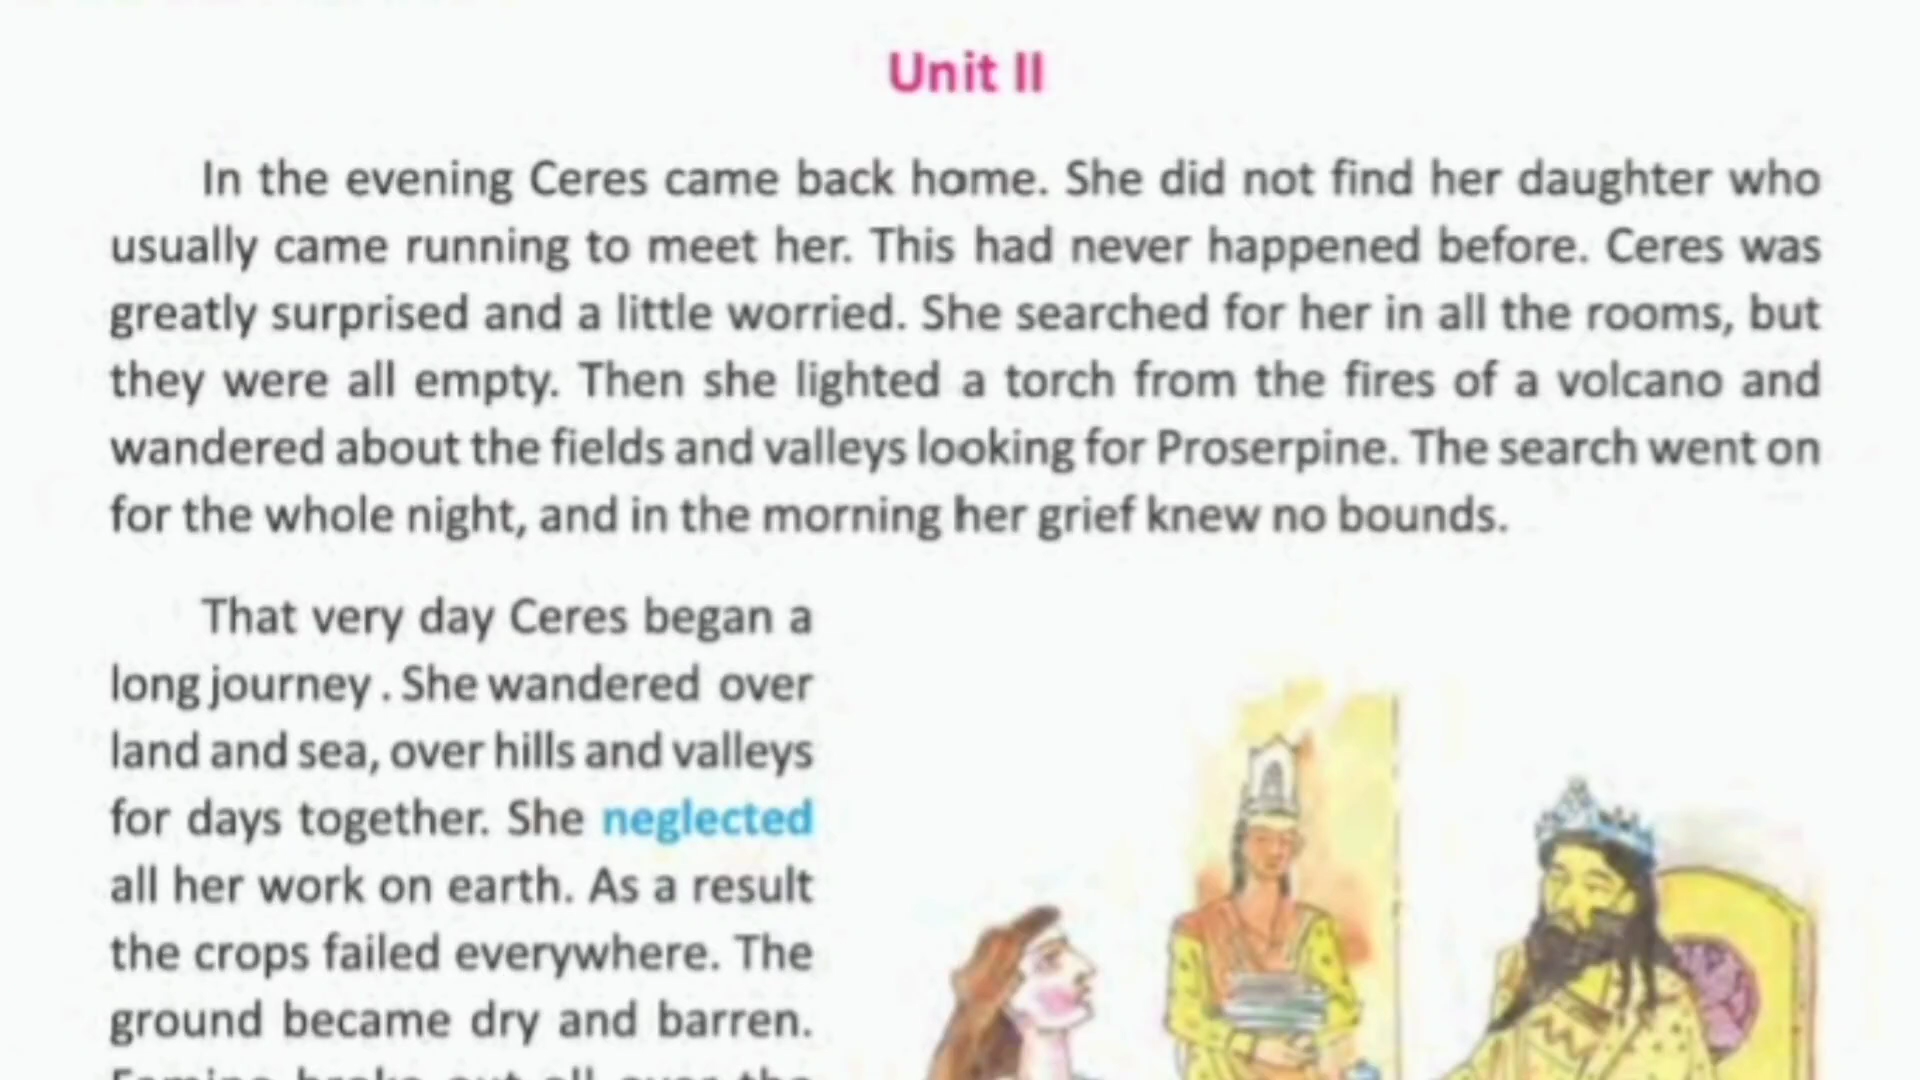 Unit II
In the evening Ceres came back home. She did not find her daughter who
usually came running to meet her. This had never happened before. Ceres was
greatly surprised and a little worried. She searched for her in all the rooms, but
they were all empty. Then she lighted a torch from the fires of a volcano and
wandered about the fields and valleys looking for Proserpine. The search went on
for the whole night, and in the morning her grief knew no bounds.
That very day Ceres began a
long journey . She wandered over
land and sea, over hills and valleys
for days together. She neglected
all her work on earth. As a result
the crops failed everywhere. The
ground became dry and barren.
Famine broke out all over the